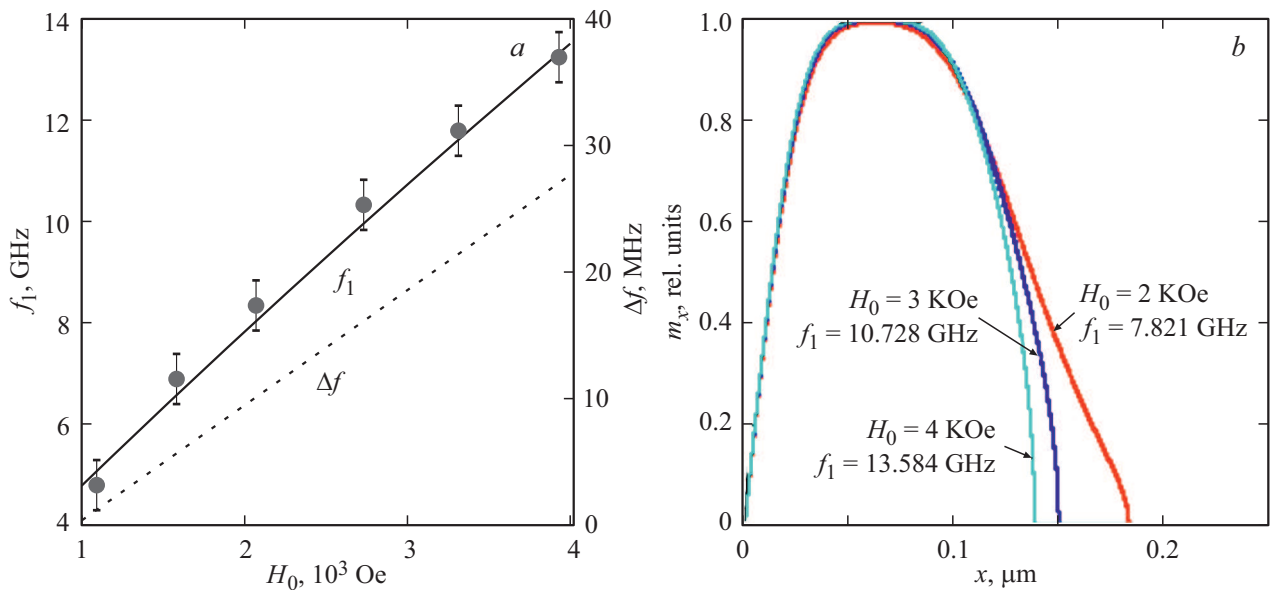 a
14
12
10
8
6
4
f₁, GHz
40
30
20
10
0
Δf, MHz
f₁
Δf
1
2
3
4
H₀, 10³ Oe
b
1.0
0.8
0.6
0.4
0.2
0
mₓ, rel. units
H₀ = 3 KOe
f₁ = 10.728 GHz
H₀ = 2 KOe
f₁ = 7.821 GHz
H₀ = 4 KOe
f₁ = 13.584 GHz
0
0.1
0.2
x, μm